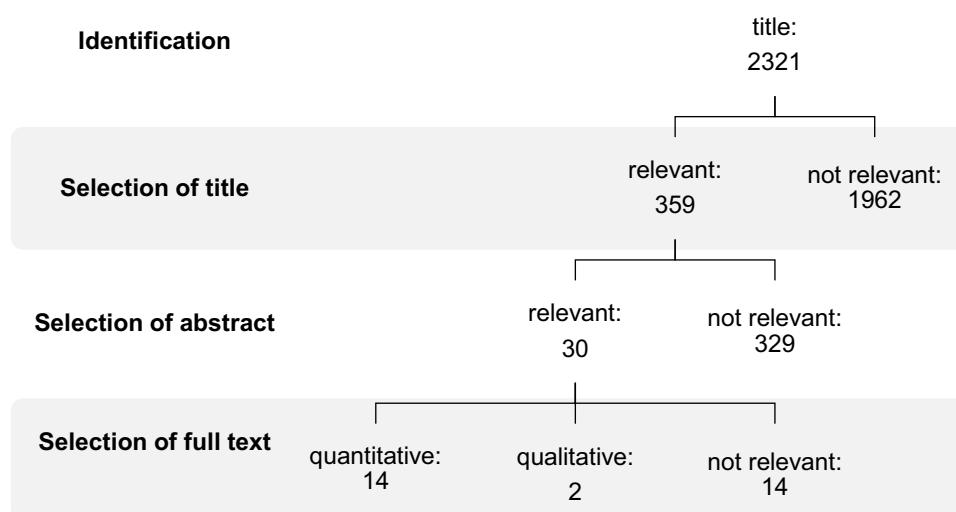 Identification
title:
2321
Selection of title
relevant:
359
not relevant:
1962
Selection of abstract
relevant:
30
not relevant:
329
Selection of full text
quantitative:
14
qualitative:
2
not relevant:
14